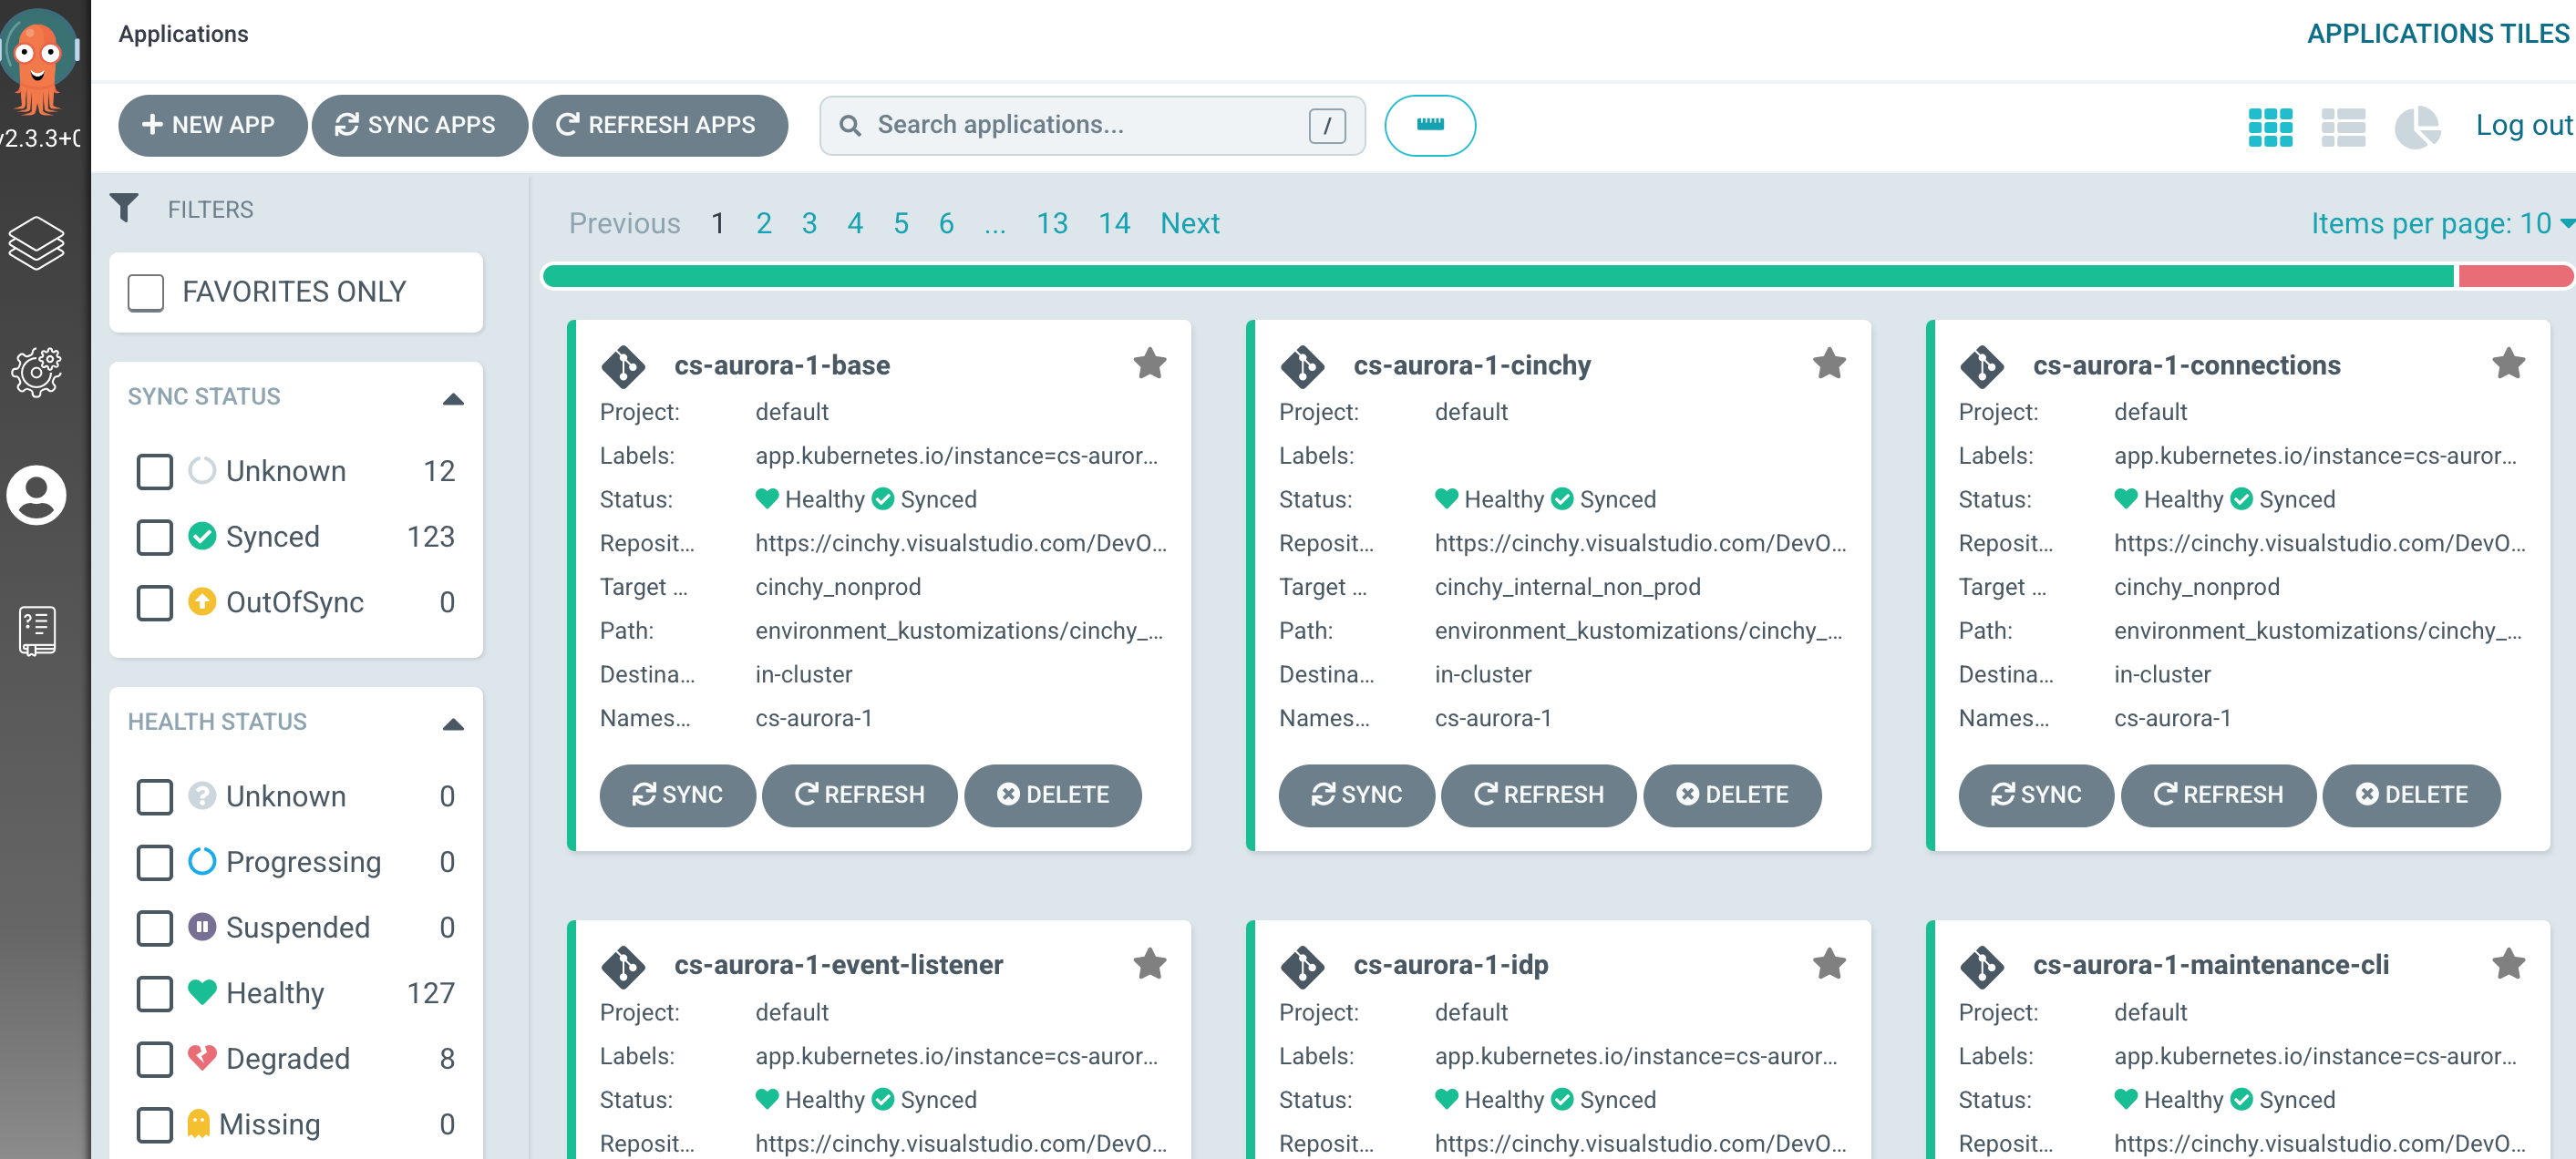 Applications
APPLICATIONS TILES
v2.3.3+0
NEW APP
SYNC APPS
REFRESH APPS
Search applications...
/
Log out
FILTERS
FAVORITES ONLY
SYNC STATUS
Unknown 12
Synced 123
OutOfSync 0
HEALTH STATUS
Unknown 0
Progressing 0
Suspended 0
Healthy 127
Degraded 8
Missing 0
Previous 1 2 3 4 5 6 ... 13 14 Next
Items per page: 10
cs-aurora-1-base
Project: default
Labels: app.kubernetes.io/instance=cs-auror...
Status: Healthy Synced
Reposit... https://cinchy.visualstudio.com/DevO...
Target ... cinchy_nonprod
Path: environment_kustomizations/cinchy_...
Destina... in-cluster
Names... cs-aurora-1
SYNC REFRESH DELETE
cs-aurora-1-cinchy
Project: default
Labels:
Status: Healthy Synced
Reposit... https://cinchy.visualstudio.com/DevO...
Target ... cinchy_internal_non_prod
Path: environment_kustomizations/cinchy_...
Destina... in-cluster
Names... cs-aurora-1
SYNC REFRESH DELETE
cs-aurora-1-connections
Project: default
Labels: app.kubernetes.io/instance=cs-auror...
Status: Healthy Synced
Reposit... https://cinchy.visualstudio.com/DevO...
Target ... cinchy_nonprod
Path: environment_kustomizations/cinchy_...
Destina... in-cluster
Names... cs-aurora-1
SYNC REFRESH DELETE
cs-aurora-1-event-listener
Project: default
Labels: app.kubernetes.io/instance=cs-auror...
Status: Healthy Synced
Reposit... https://cinchy.visualstudio.com/DevO...
cs-aurora-1-idp
Project: default
Labels: app.kubernetes.io/instance=cs-auror...
Status: Healthy Synced
Reposit... https://cinchy.visualstudio.com/DevO...
cs-aurora-1-maintenance-cli
Project: default
Labels: app.kubernetes.io/instance=cs-auror...
Status: Healthy Synced
Reposit... https://cinchy.visualstudio.com/DevO...